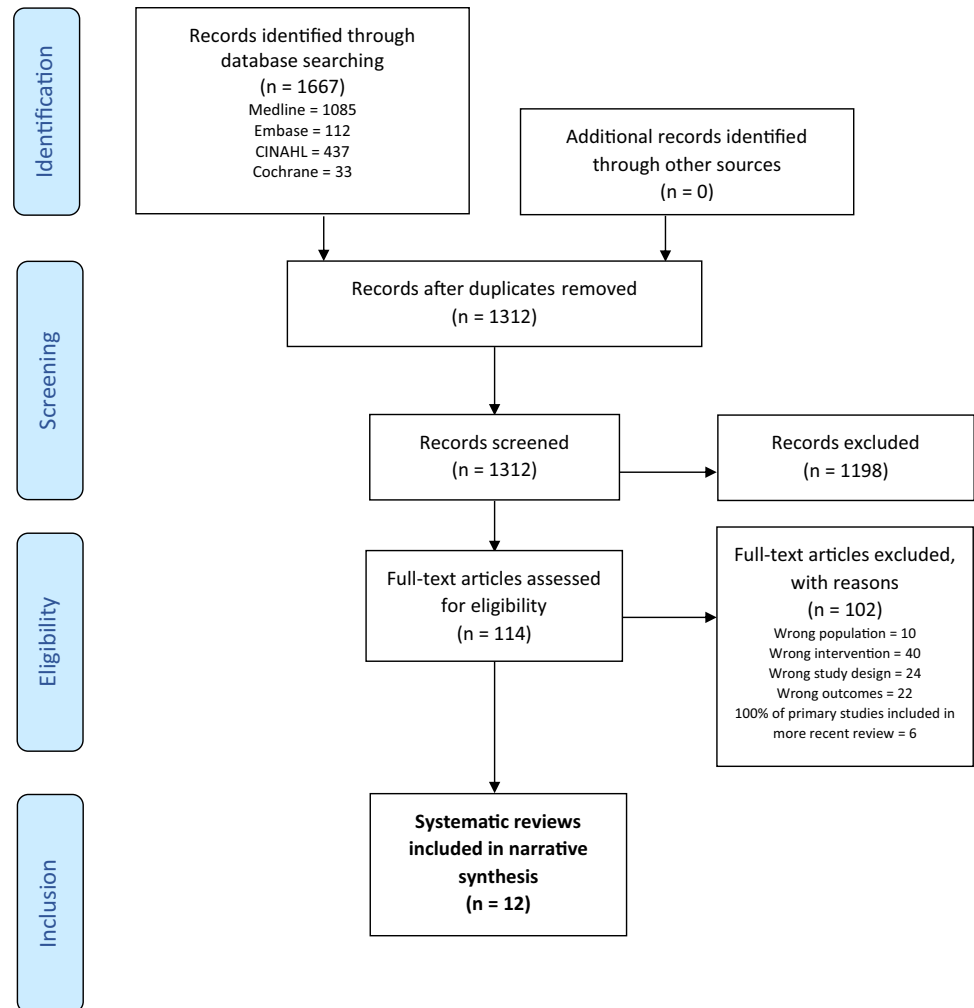 Identification
Records identified through
database searching
(n = 1667)
Medline = 1085
Embase = 112
CINAHL = 437
Cochrane = 33
Additional records identified
through other sources
(n = 0)
Screening
Records after duplicates removed
(n = 1312)
Records screened
(n = 1312)
Records excluded
(n = 1198)
Eligibility
Full-text articles assessed
for eligibility
(n = 114)
Full-text articles excluded,
with reasons
(n = 102)
Wrong population = 10
Wrong intervention = 40
Wrong study design = 24
Wrong outcomes = 22
100% of primary studies included in
more recent review = 6
Inclusion
Systematic reviews
included in narrative
synthesis
(n = 12)